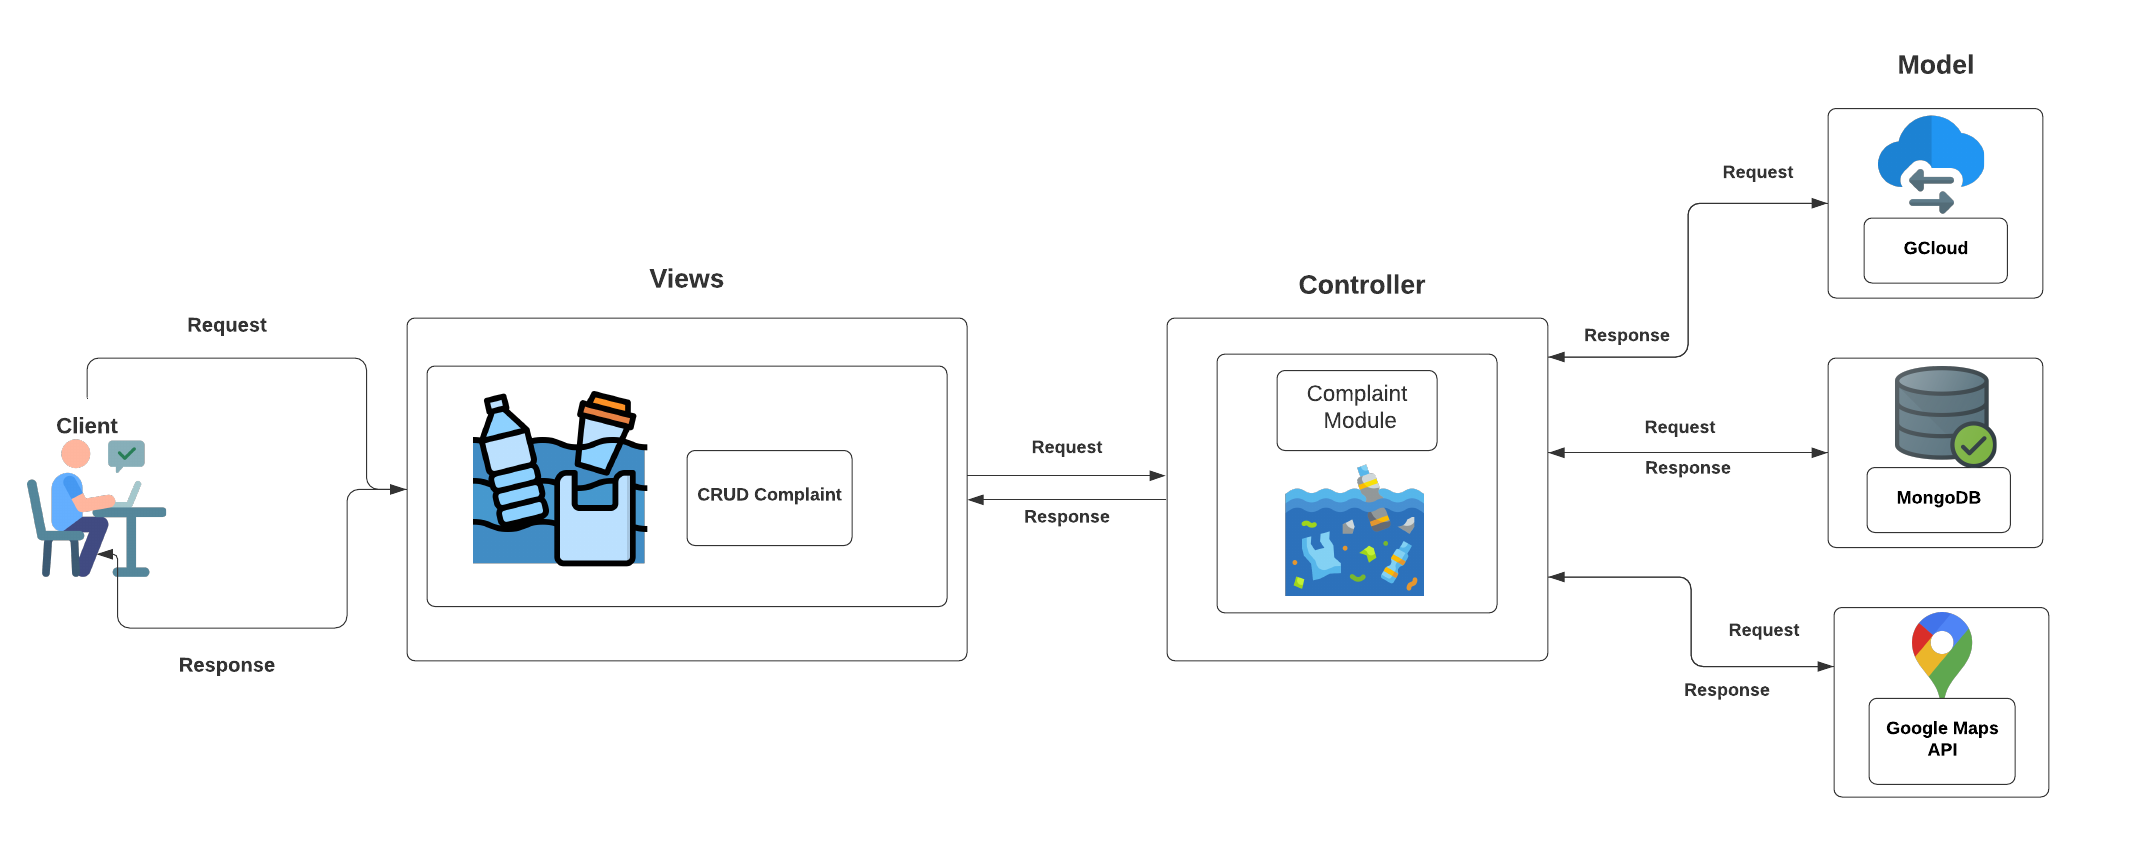 Model
Request
GCloud
Views
Controller
Request
Response
Client
Complaint
Module
Request
Request
Response
CRUD Complaint
Response
MongoDB
Request
Response
Response
Google Maps
API